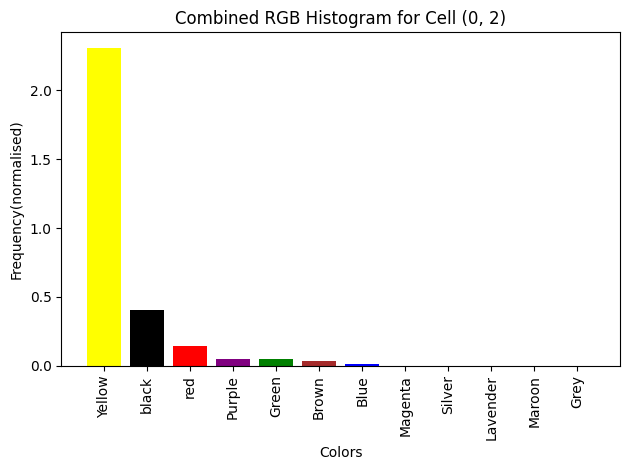 Combined RGB Histogram for Cell (0, 2)
Frequency(normalised)
2.0
1.5
1.0
0.5
0.0
Yellow
black
red
Purple
Green
Brown
Blue
Magenta
Silver
Lavender
Maroon
Grey
Colors